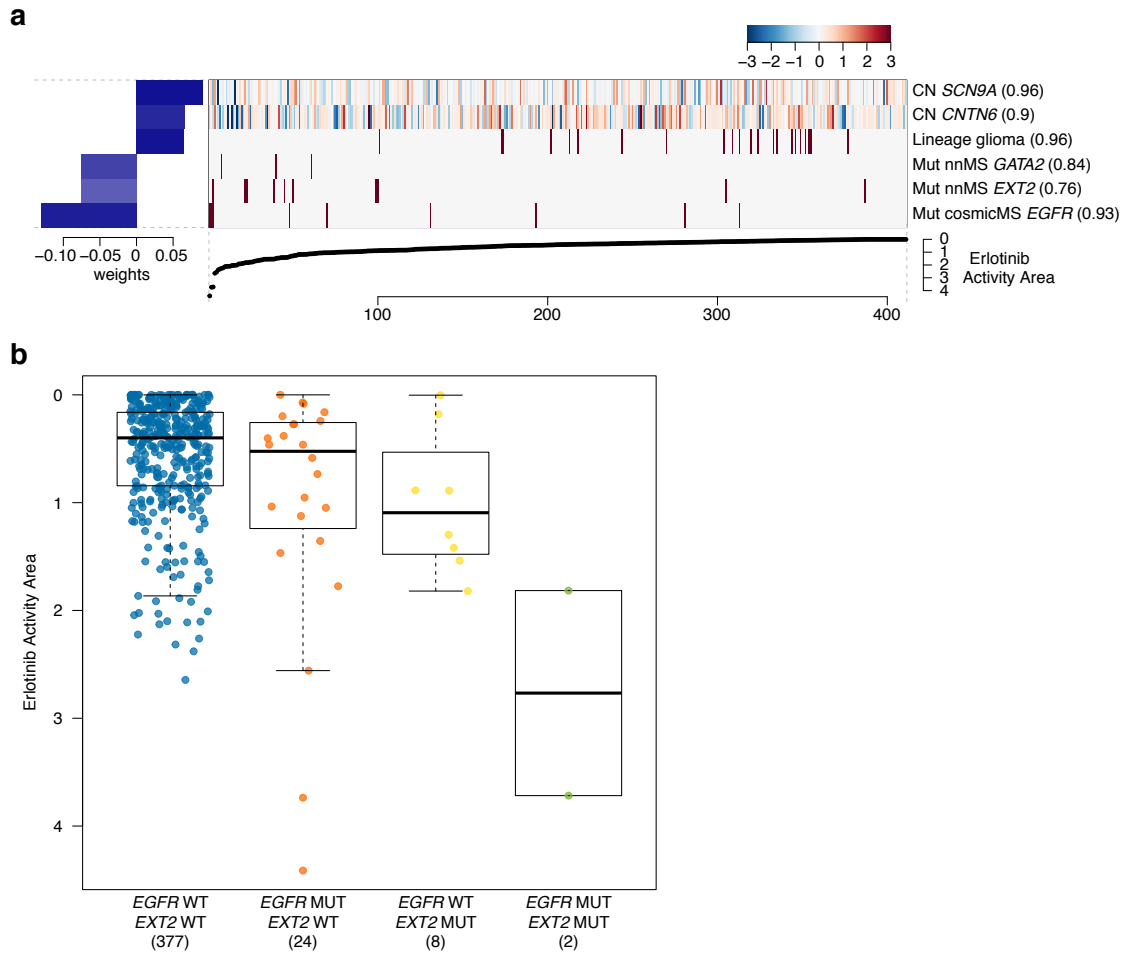 a
−3 −2 −1 0 1 2 3
CN SCN9A (0.96)
CN CNTN6 (0.9)
Lineage glioma (0.96)
Mut nnMS GATA2 (0.84)
Mut nnMS EXT2 (0.76)
Mut cosmicMS EGFR (0.93)
−0.10 −0.05 0 0.05
weights
0
1
2
3
4
Erlotinib
Activity Area
100 200 300 400
b
Erlotinib Activity Area
0
1
2
3
4
EGFR WT EGFR MUT EGFR WT EGFR MUT
EXT2 WT EXT2 WT EXT2 MUT EXT2 MUT
(377) (24) (8) (2)